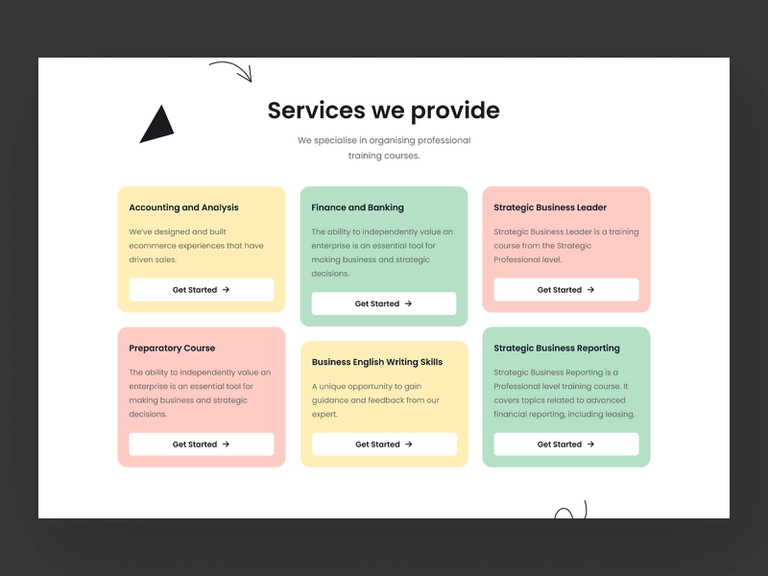 Services we provide
We specialise in organising professional
training courses.
Accounting and Analysis
We've designed and built
ecommerce experiences that have
driven sales.
Get Started →
Finance and Banking
The ability to independently value an
enterprise is an essential tool for
making business and strategic
decisions.
Get Started →
Strategic Business Leader
Strategic Business Leader is a training
course from the Strategic
Professional level.
Get Started →
Preparatory Course
The ability to independently value an
enterprise is an essential tool for
making business and strategic
decisions.
Get Started →
Business English Writing Skills
A unique opportunity to gain
guidance and feedback from our
expert.
Get Started →
Strategic Business Reporting
Strategic Business Reporting is a
Professional level training course. It
covers topics related to advanced
financial reporting, including leasing.
Get Started →